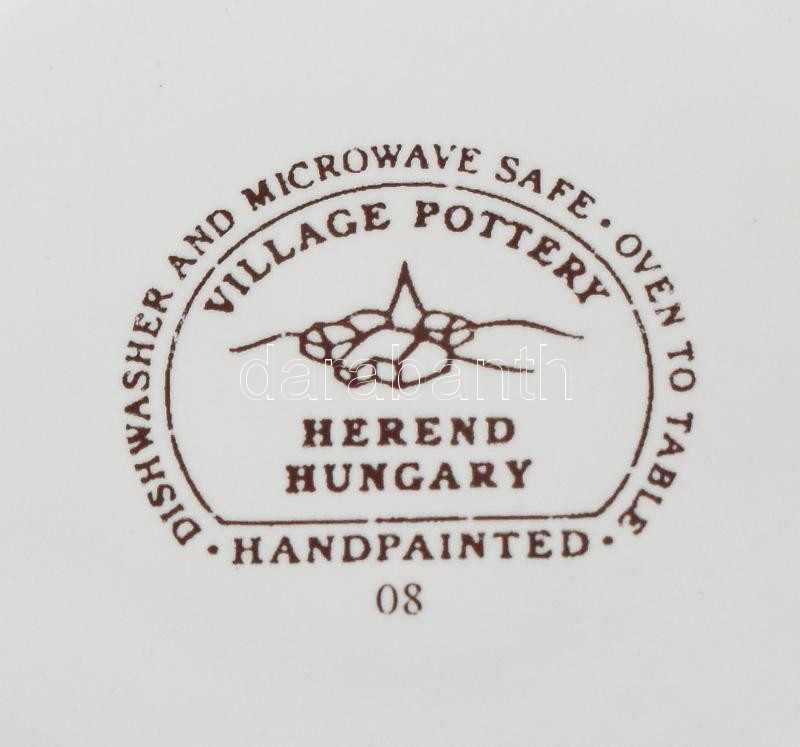 DISHWASHER AND MICROWAVE SAFE · OVEN TO TABLE
VILLAGE POTTERY
darabanth
HEREND
HUNGARY
· HANDPAINTED ·
08